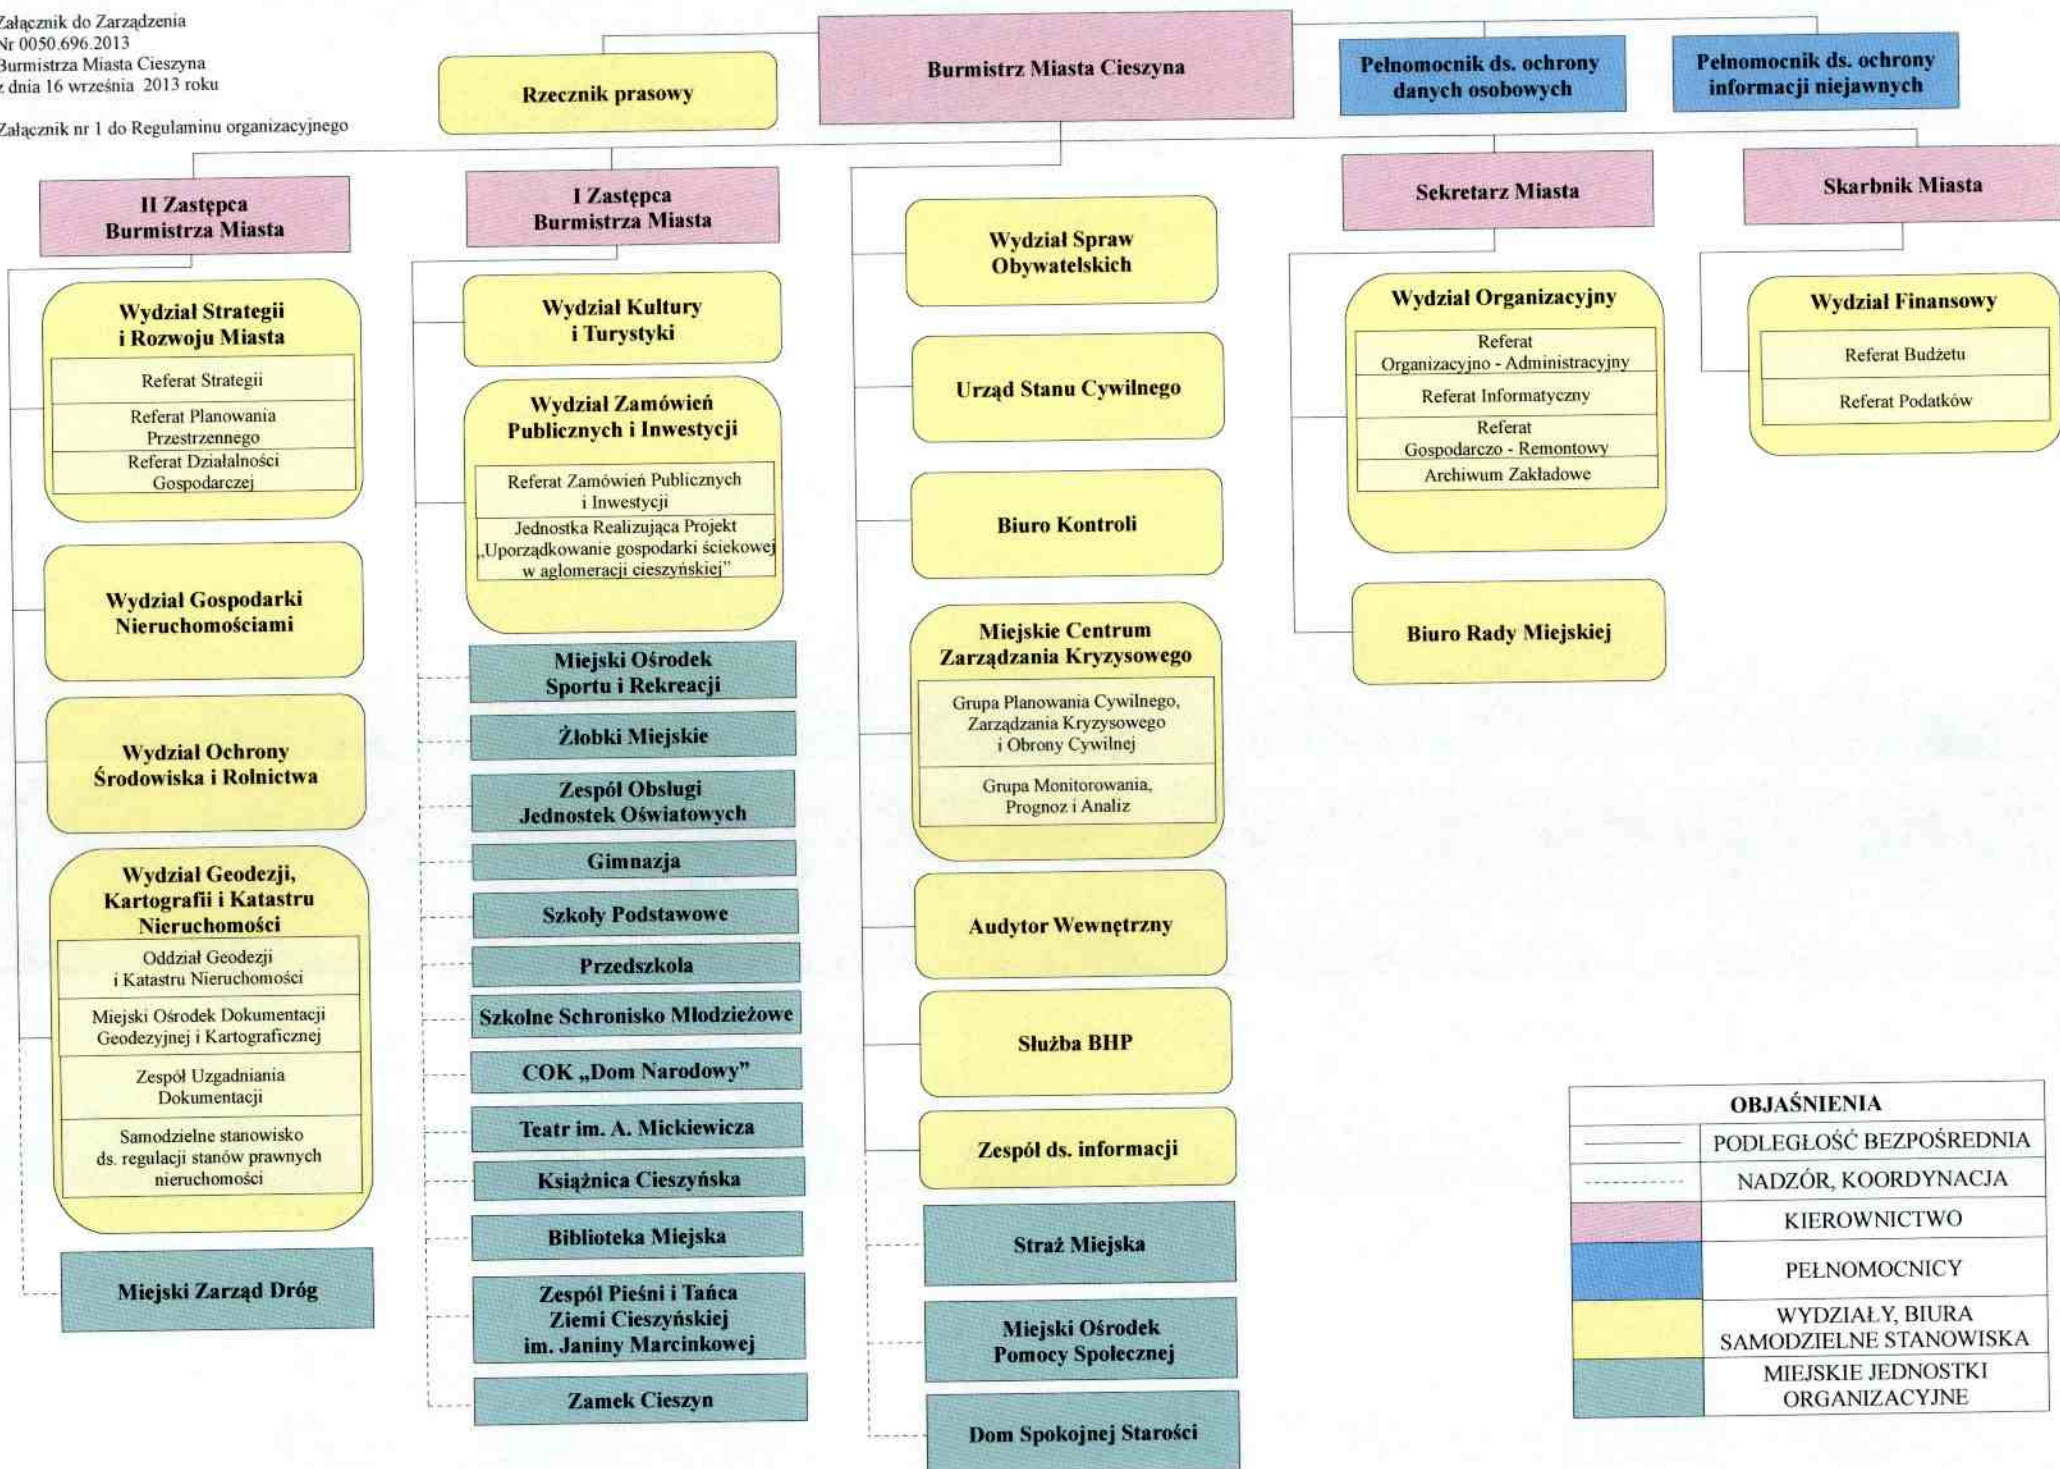 Załącznik do Zarządzenia
Nr 0050.696.2013
Burmistrza Miasta Cieszyna
z dnia 16 września 2013 roku
Załącznik nr 1 do Regulaminu organizacyjnego
Rzecznik prasowy
Burmistrz Miasta Cieszyna
Pełnomocnik ds. ochrony
danych osobowych
Pełnomocnik ds. ochrony
informacji niejawnych
II Zastępca
Burmistrza Miasta
Wydział Strategii
i Rozwoju Miasta
Referat Strategii
Referat Planowania
Przestrzennego
Referat Działalności
Gospodarczej
Wydział Gospodarki
Nieruchomościami
Wydział Ochrony
Środowiska i Rolnictwa
Wydział Geodezji,
Kartografii i Katastru
Nieruchomości
Oddział Geodezji
i Katastru Nieruchomości
Miejski Ośrodek Dokumentacji
Geodezyjnej i Kartograficznej
Zespół Uzgadniania
Dokumentacji
Samodzielne stanowisko
ds. regulacji stanów prawnych
nieruchomości
Miejski Zarząd Dróg
I Zastępca
Burmistrza Miasta
Wydział Kultury
i Turystyki
Wydział Zamówień
Publicznych i Inwestycji
Referat Zamówień Publicznych
i Inwestycji
Jednostka Realizująca Projekt
„Uporządkowanie gospodarki ściekowej
w aglomeracji cieszyńskiej”
Miejski Ośrodek
Sportu i Rekreacji
Żłobki Miejskie
Zespół Obsługi
Jednostek Oświatowych
Gimnazja
Szkoły Podstawowe
Przedszkola
Szkolne Schronisko Młodzieżowe
COK „Dom Narodowy”
Teatr im. A. Mickiewicza
Książnica Cieszyńska
Biblioteka Miejska
Zespół Pieśni i Tańca
Ziemi Cieszyńskiej
im. Janiny Marcinkowej
Zamek Cieszyn
Wydział Spraw
Obywatelskich
Urząd Stanu Cywilnego
Biuro Kontroli
Miejskie Centrum
Zarządzania Kryzysowego
Grupa Planowania Cywilnego,
Zarządzania Kryzysowego
i Obrony Cywilnej
Grupa Monitorowania,
Prognoz i Analiz
Audytor Wewnętrzny
Służba BHP
Zespół ds. informacji
Straż Miejska
Miejski Ośrodek
Pomocy Społecznej
Dom Spokojnej Starości
Sekretarz Miasta
Wydział Organizacyjny
Referat
Organizacyjno - Administracyjny
Referat Informatyczny
Referat
Gospodarczo - Remontowy
Archiwum Zakładowe
Biuro Rady Miejskiej
Skarbnik Miasta
Wydział Finansowy
Referat Budżetu
Referat Podatków
OBJAŚNIENIA
PODLEGŁOŚĆ BEZPOŚREDNIA
NADZÓR, KOORDYNACJA
KIEROWNICTWO
PEŁNOMOCNICY
WYDZIAŁY, BIURA
SAMODZIELNE STANOWISKA
MIEJSKIE JEDNOSTKI
ORGANIZACYJNE